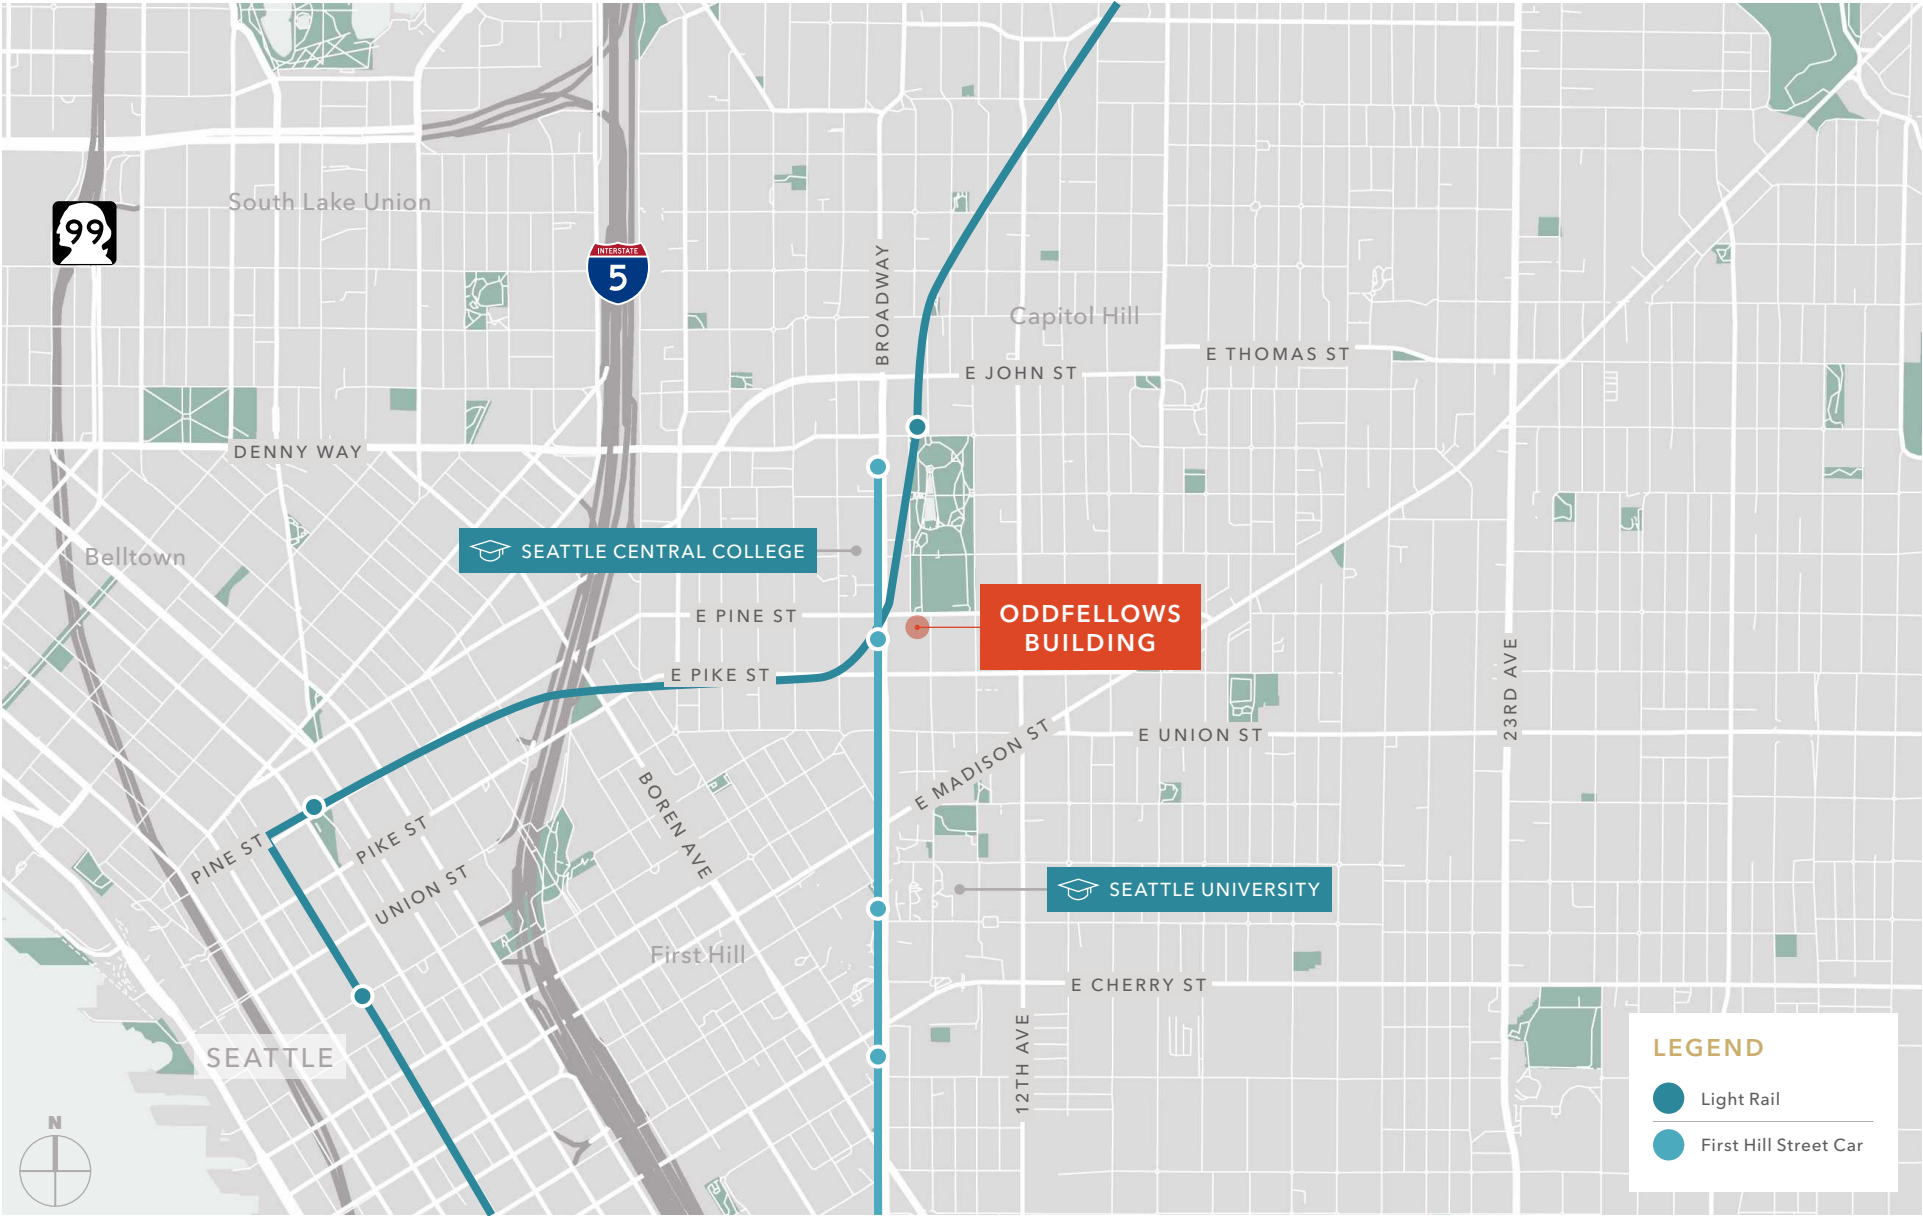 South Lake Union
99
INTERSTATE
5
BROADWAY
Capitol Hill
E THOMAS ST
E JOHN ST
DENNY WAY
Belltown
SEATTLE CENTRAL COLLEGE
E PINE ST
ODDFELLOWS
BUILDING
E PIKE ST
23RD AVE
E UNION ST
E MADISON ST
BOREN AVE
PINE ST
PIKE ST
UNION ST
SEATTLE UNIVERSITY
First Hill
E CHERRY ST
12TH AVE
SEATTLE
N
LEGEND
Light Rail
First Hill Street Car